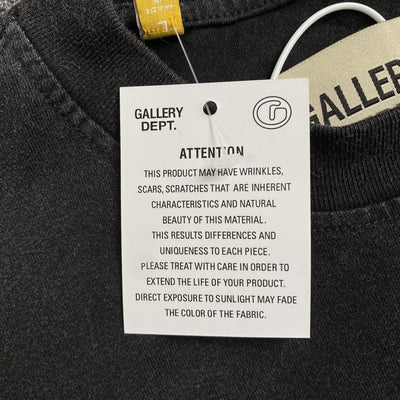 GALLERY
DEPT.
G
ATTENTION
THIS PRODUCT MAY HAVE WRINKLES,
SCARS, SCRATCHES THAT ARE INHERENT
CHARACTERISTICS AND NATURAL
BEAUTY OF THIS MATERIAL.
THIS RESULTS DIFFERENCES AND
UNIQUENESS TO EACH PIECE.
PLEASE TREAT WITH CARE IN ORDER TO
EXTEND THE LIFE OF YOUR PRODUCT.
DIRECT EXPOSURE TO SUNLIGHT MAY FADE
THE COLOR OF THE FABRIC.
GALLER